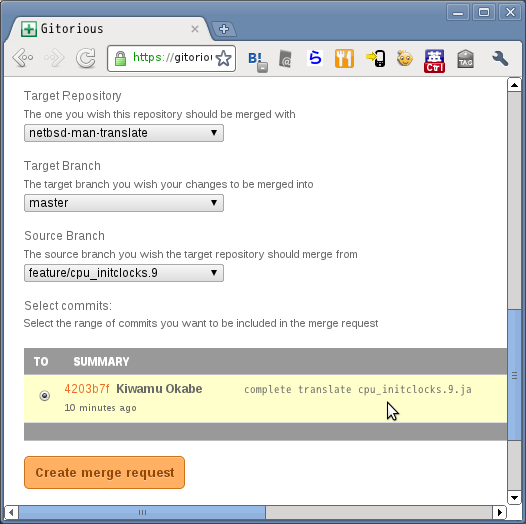 Gitorious
https://gitoriou
B!
Ctrl
TAG
Target Repository
The one you wish this repository should be merged with
netbsd-man-translate
Target Branch
The target branch you wish your changes to be merged into
master
Source Branch
The source branch you wish the target repository should merge from
feature/cpu_initclocks.9
Select commits:
Select the range of commits you want to be included in the merge request
TO SUMMARY
4203b7f Kiwamu Okabe complete translate cpu_initclocks.9.ja
10 minutes ago
Create merge request